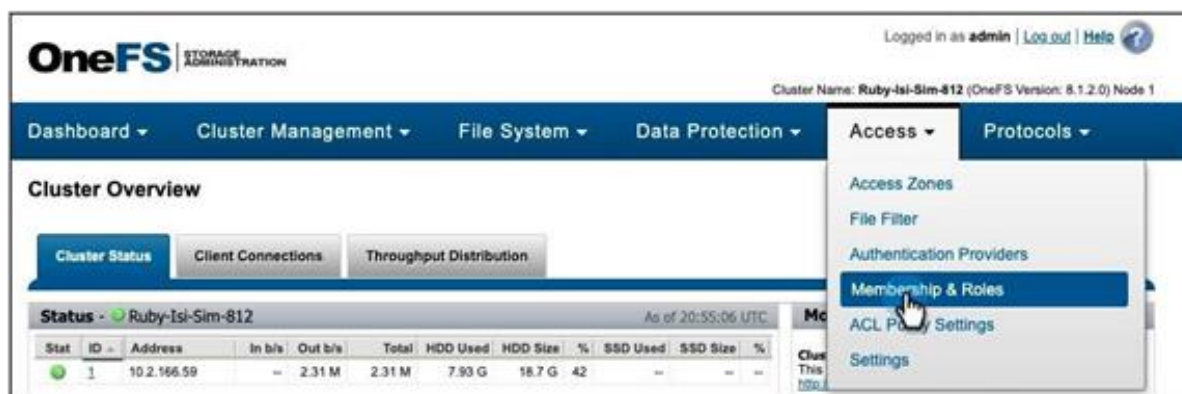 OneFS STORAGE ADMINISTRATION
Logged in as admin | Log out | Help
Cluster Name: Ruby-Isi-Sim-812 (OneFS Version: 8.1.2.0) Node 1
Dashboard Cluster Management File System Data Protection Access Protocols
Cluster Overview
Access Zones
File Filter
Authentication Providers
Membership & Roles
ACL Policy Settings
Settings
Cluster Status Client Connections Throughput Distribution
Status - Ruby-Isi-Sim-812 As of 20:55:06 UTC
Stat ID Address In b/s Out b/s Total HDD Used HDD Size % SSD Used SSD Size %
1 10.2.166.59 -- 2.31 M 2.31 M 7.93 G 18.7 G 42 -- -- --
Clus
This
http:/